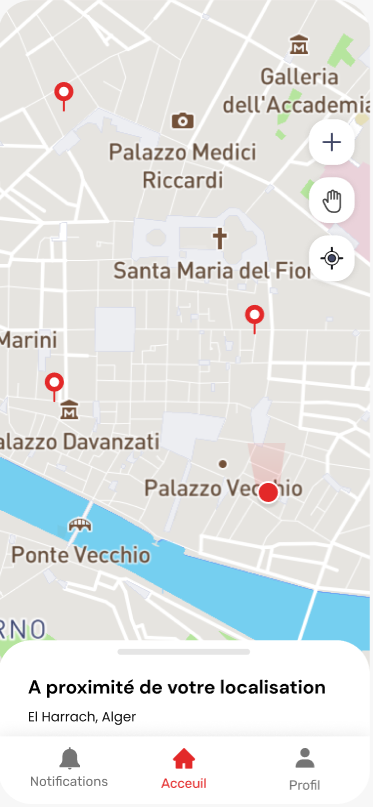 Galleria
dell'Accademia
Palazzo Medici
Riccardi
Santa Maria del Fior
Marini
alazzo Davanzati
Palazzo Vecchio
Ponte Vecchio
RNO
A proximité de votre localisation
El Harrach, Alger
Notifications
Acceuil
Profil